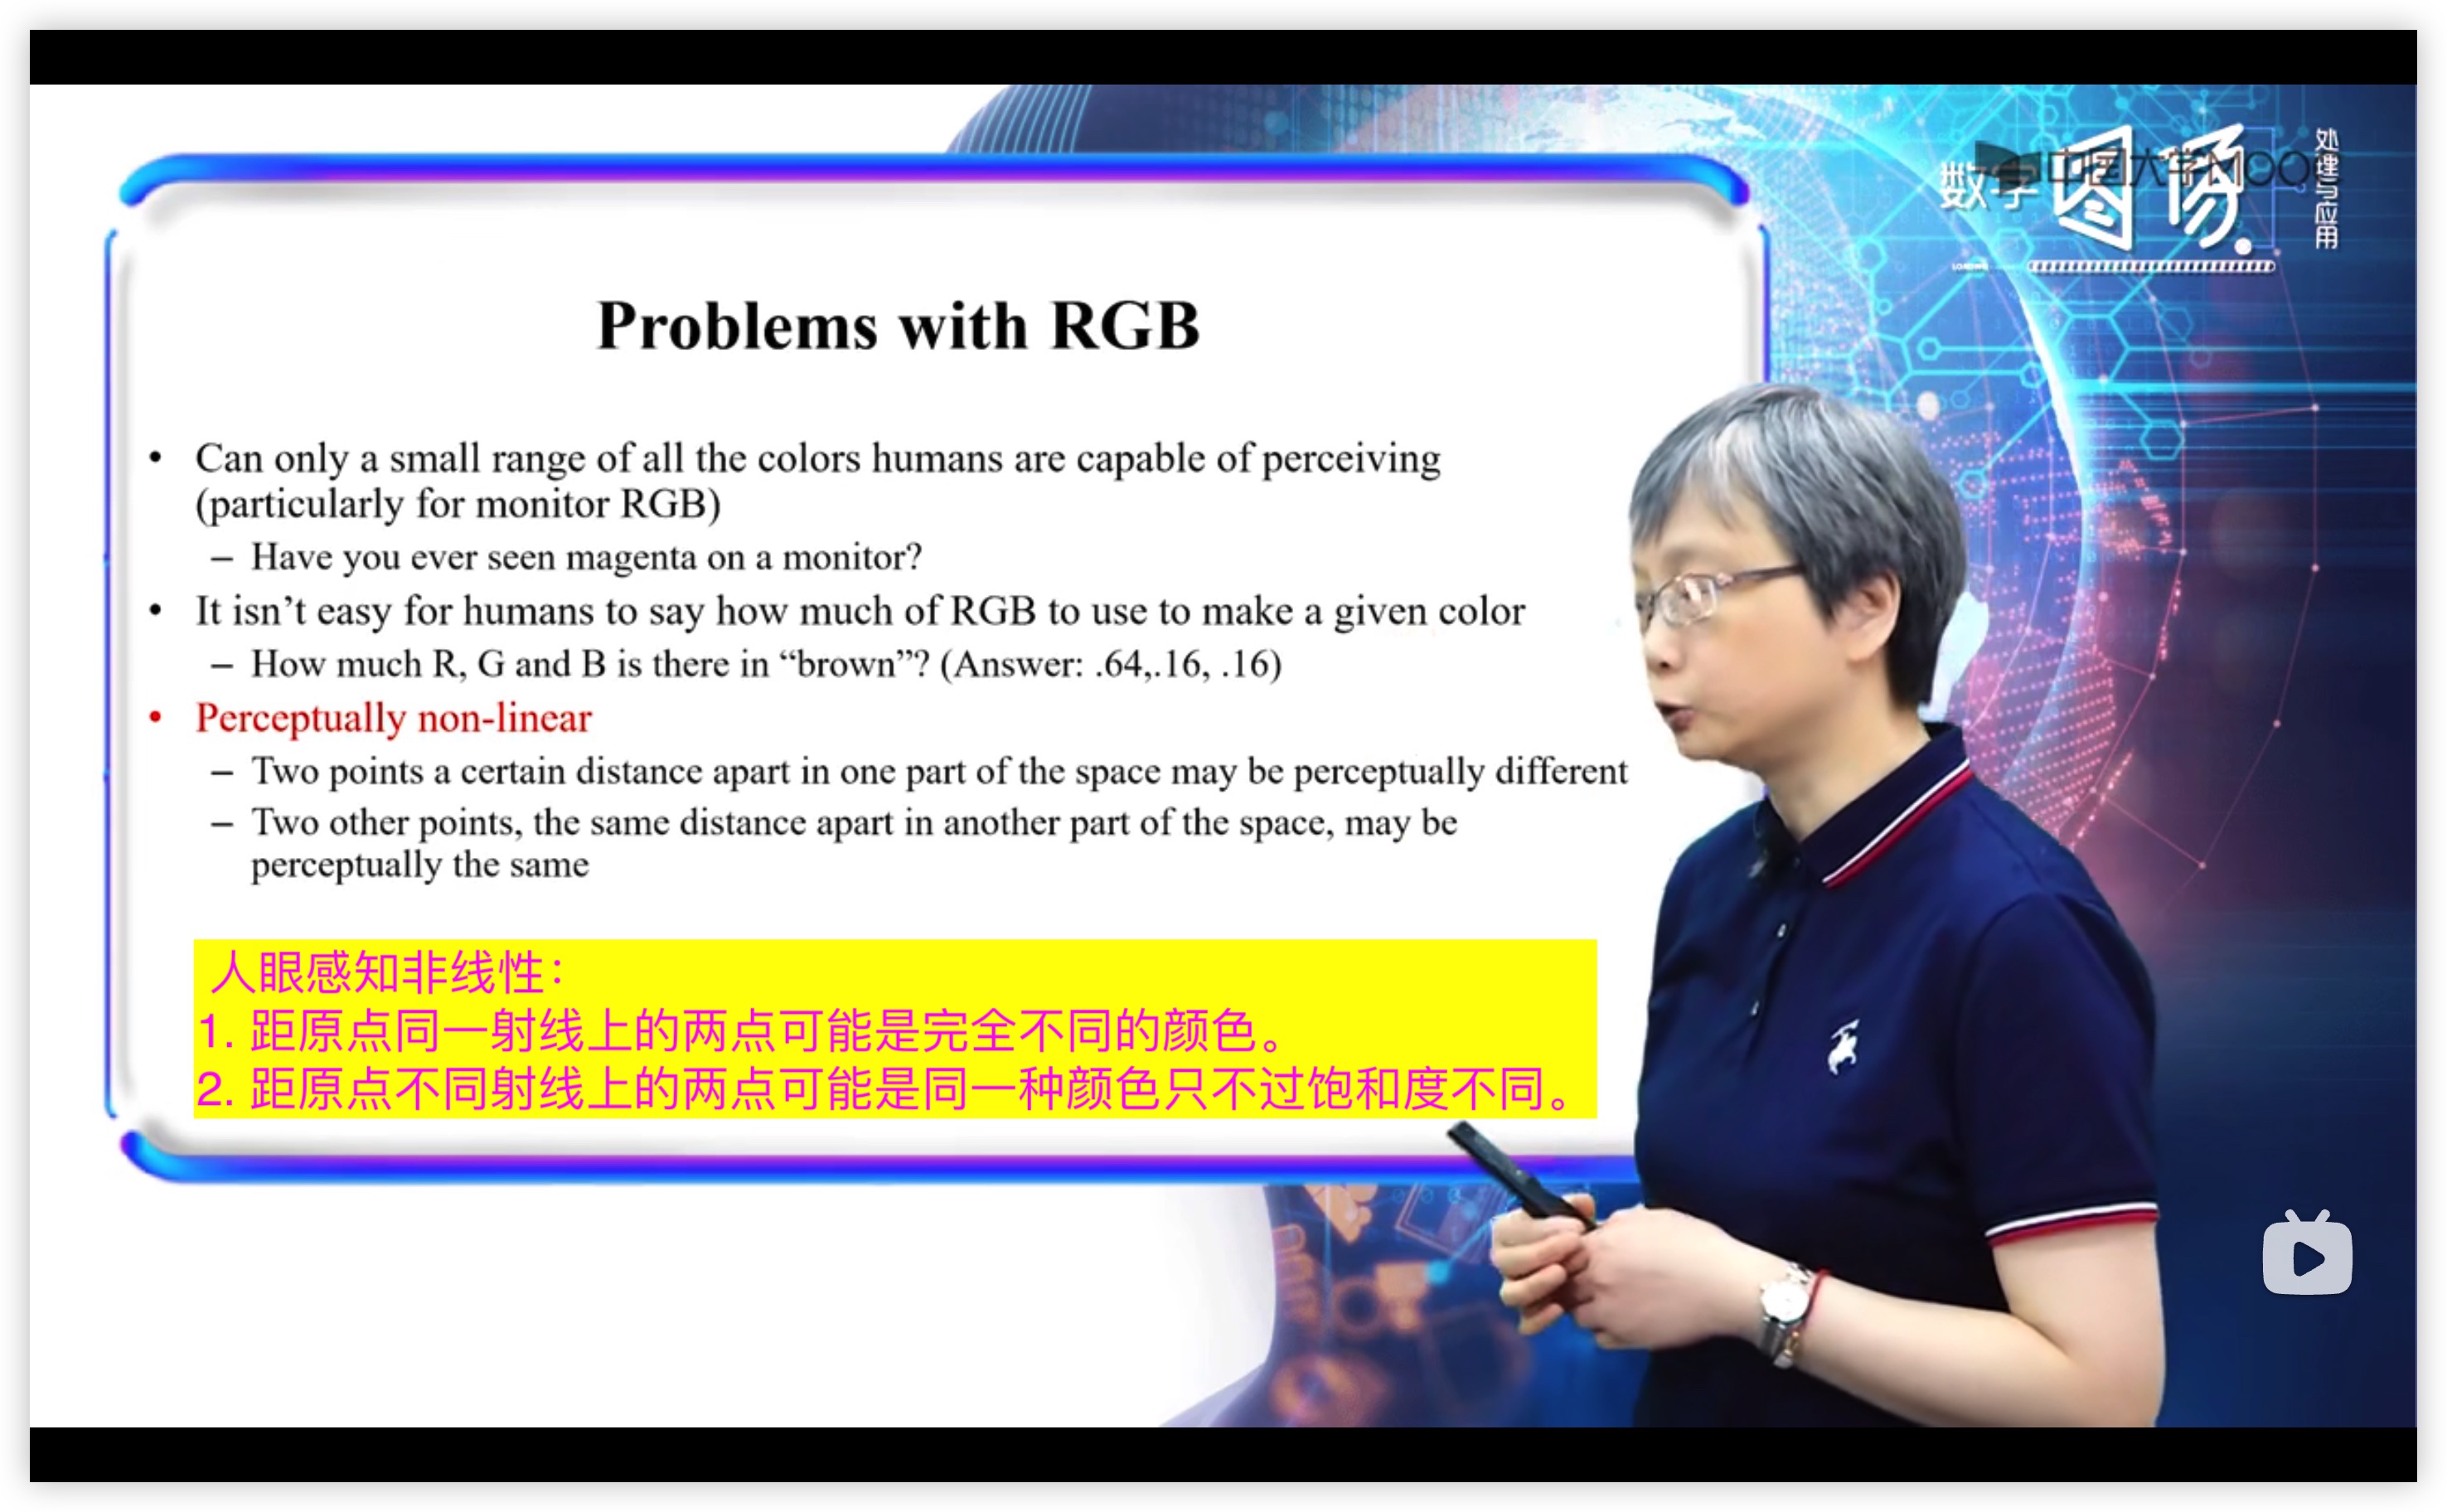 数字图像
处理与应用
中国大学MOOC
LOADING
Problems with RGB
• Can only a small range of all the colors humans are capable of perceiving
(particularly for monitor RGB)
– Have you ever seen magenta on a monitor?
• It isn’t easy for humans to say how much of RGB to use to make a given color
– How much R, G and B is there in “brown”? (Answer: .64,.16, .16)
• Perceptually non-linear
– Two points a certain distance apart in one part of the space may be perceptually different
– Two other points, the same distance apart in another part of the space, may be
perceptually the same
人眼感知非线性：
1. 距原点同一射线上的两点可能是完全不同的颜色。
2. 距原点不同射线上的两点可能是同一种颜色只不过饱和度不同。